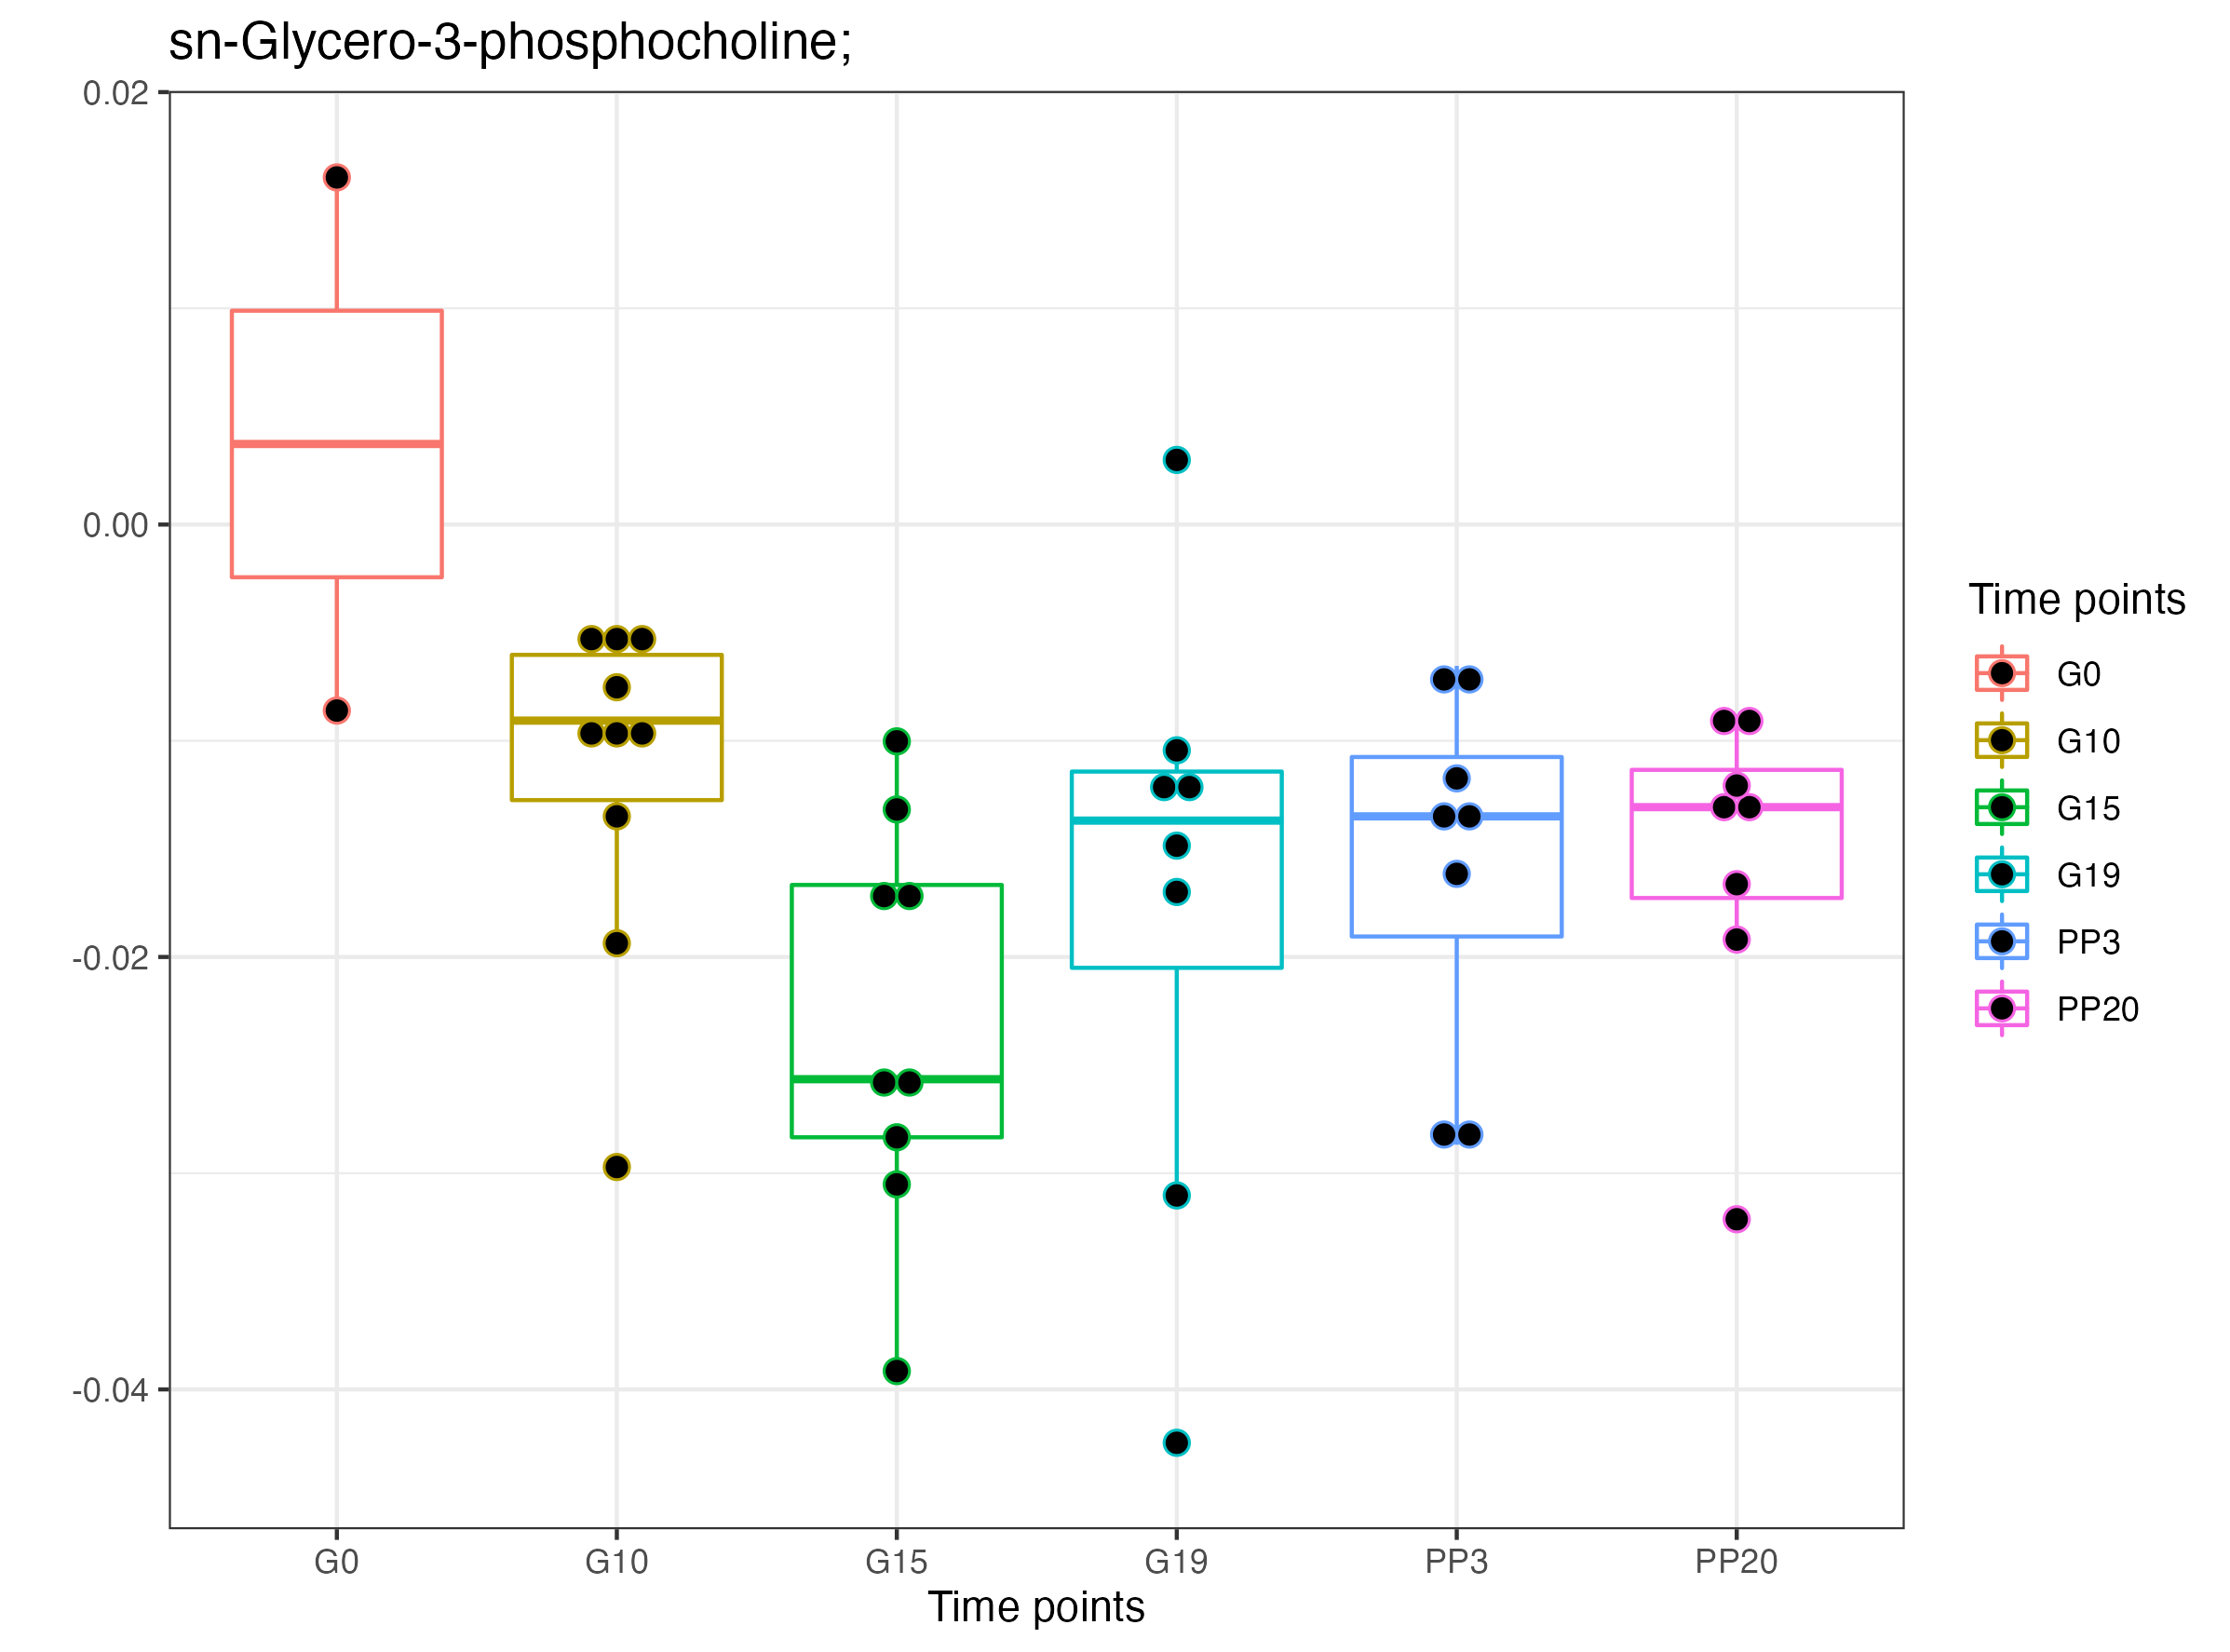 sn-Glycero-3-phosphocholine;
0.02
0.00
-0.02
-0.04
G0 G10 G15 G19 PP3 PP20
Time points
Time points
G0
G10
G15
G19
PP3
PP20